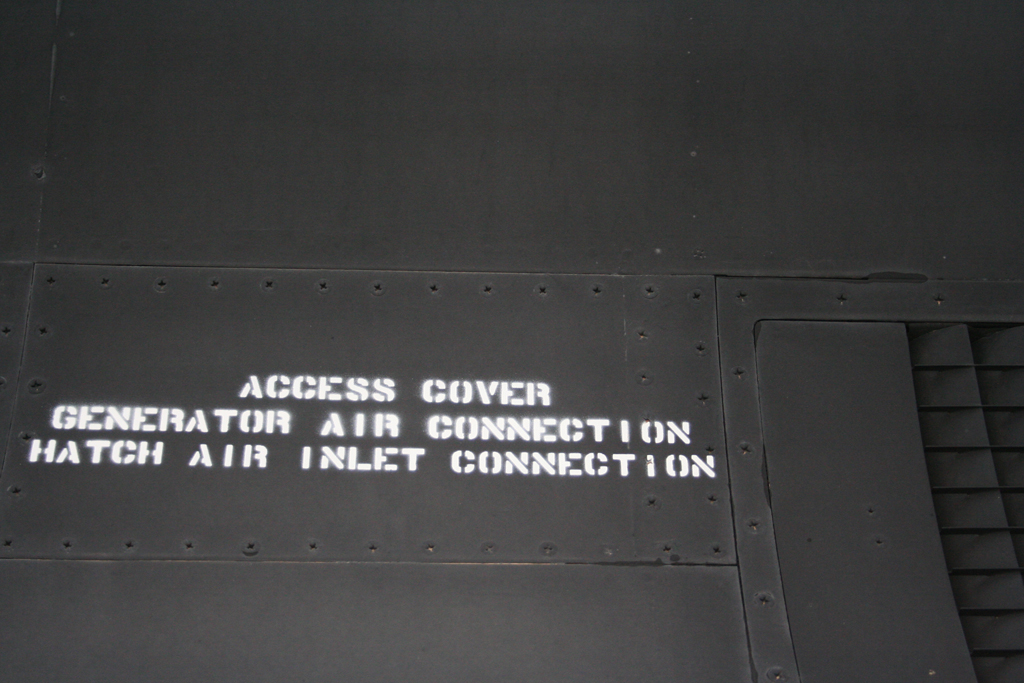 ACCESS COVER
GENERATOR AIR CONNECTION
HATCH AIR INLET CONNECTION